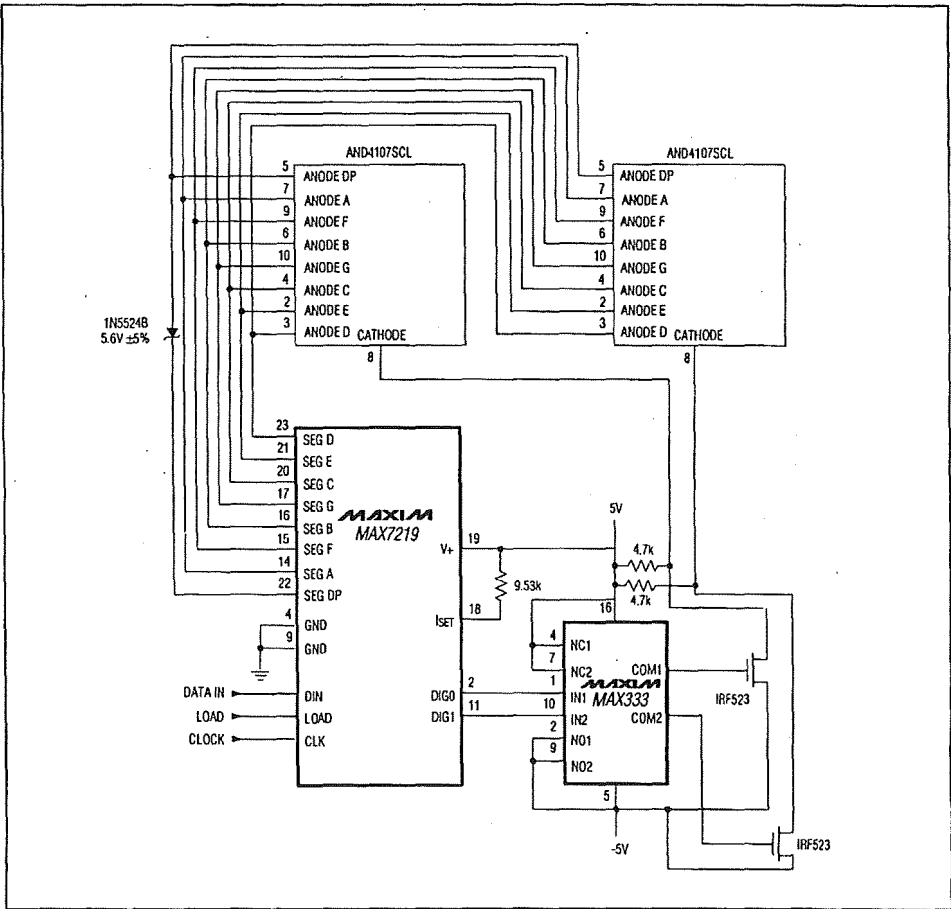 AND4107SCL
5 ANODE DP
7 ANODE A
9 ANODE F
6 ANODE B
10 ANODE G
4 ANODE C
2 ANODE E
3 ANODE D
CATHODE
8
AND4107SCL
5 ANODE DP
7 ANODE A
9 ANODE F
6 ANODE B
10 ANODE G
4 ANODE C
2 ANODE E
3 ANODE D
CATHODE
8
1N5524B
5.6V ±5%
23 SEG D
21 SEG E
20 SEG C
17 SEG G
16 SEG B
15 SEG F
14 SEG A
22 SEG DP
4 GND
9 GND
DATA IN DIN
LOAD LOAD
CLOCK CLK
MAXIM
MAX7219
V+ 19
9.53k
ISET 18
DIG0 2
DIG1 11
5V
4.7k
4.7k
16
4 NC1
7 NC2
1 IN1
10 IN2
2 NO1
9 NO2
MAXIM
MAX333
COM1
COM2
5
-5V
IRF523
IRF523